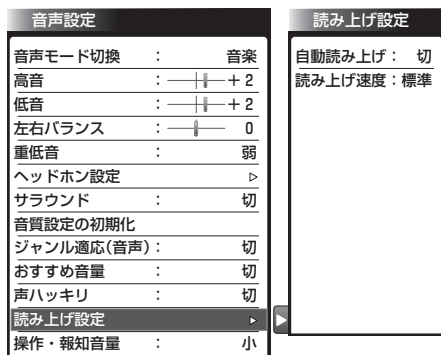 音声設定
音声モード切換 : 音楽
高音 : +2
低音 : +2
左右バランス : 0
重低音 : 弱
ヘッドホン設定
サラウンド : 切
音質設定の初期化
ジャンル適応(音声) : 切
おすすめ音量 : 切
声ハッキリ : 切
読み上げ設定
操作・報知音量 : 小
読み上げ設定
自動読み上げ : 切
読み上げ速度 : 標準